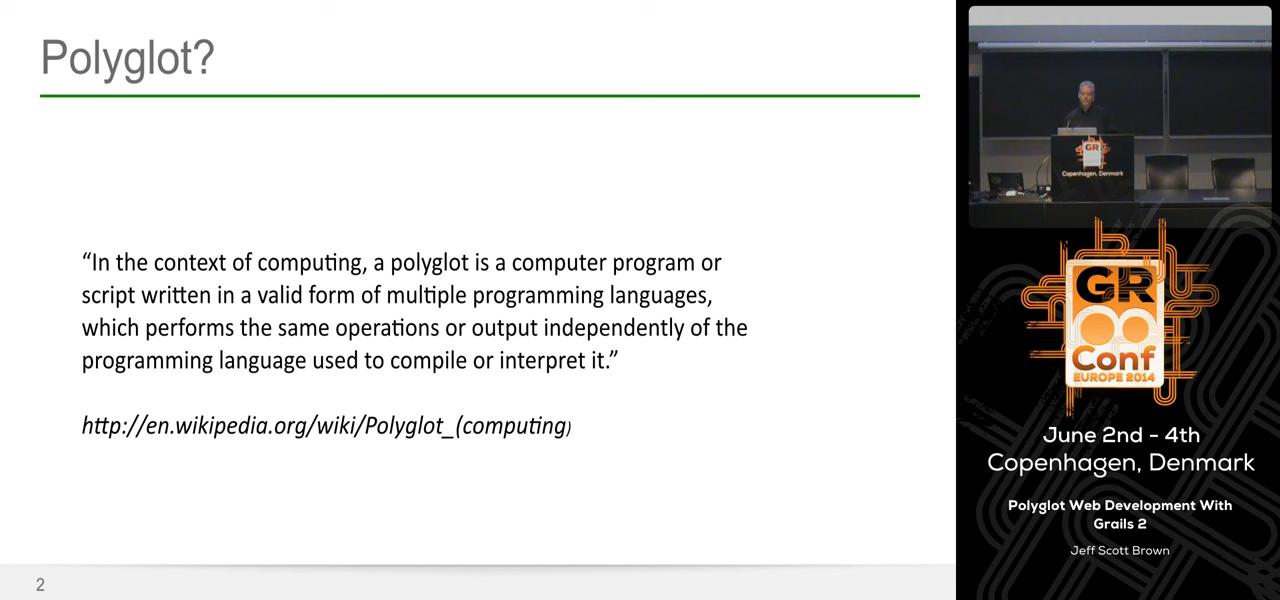 Polyglot?
“In the context of computing, a polyglot is a computer program or
script written in a valid form of multiple programming languages,
which performs the same operations or output independently of the
programming language used to compile or interpret it.”
http://en.wikipedia.org/wiki/Polyglot_(computing)
2
GR
Copenhagen, Denmark
GR
Conf
EUROPE 2014
June 2nd - 4th
Copenhagen, Denmark
Polyglot Web Development With
Grails 2
Jeff Scott Brown